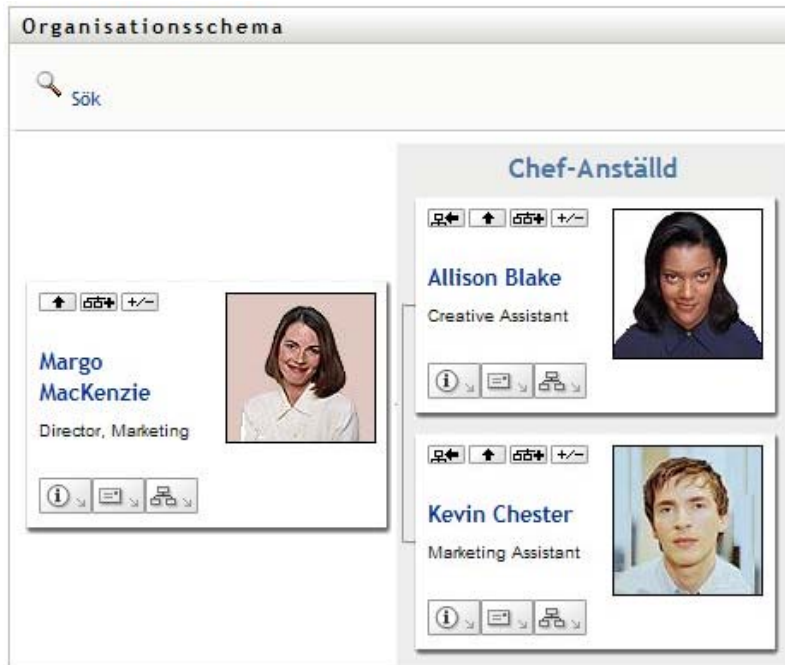 Organisationsschema
Sök
Chef-Anställd
Margo
MacKenzie
Director, Marketing
+/-
Allison Blake
Creative Assistant
+/-
Kevin Chester
Marketing Assistant
+/-